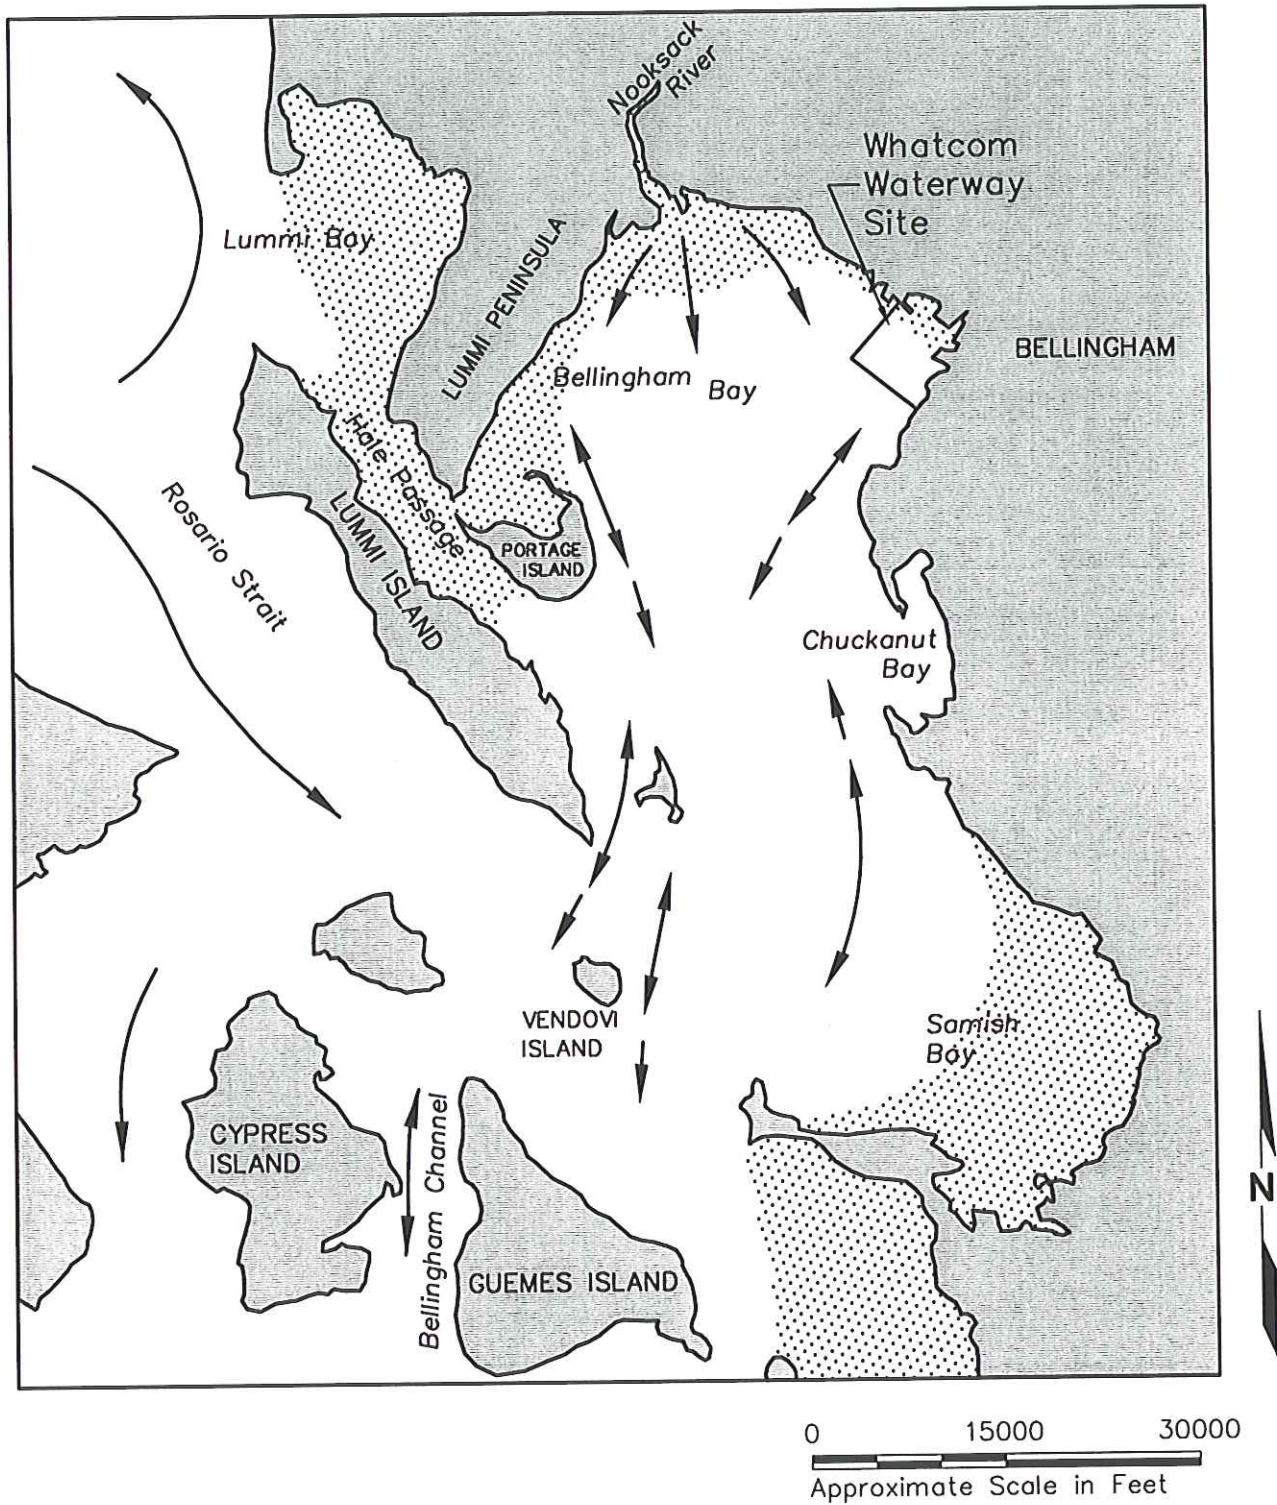 Nooksack
River
Whatcom
Waterway
Site
Lummi Bay
LUMMI PENINSULA
BELLINGHAM
Bellingham Bay
Hale Passage
Rosario Strait
LUMMI ISLAND
PORTAGE
ISLAND
Chuckanut
Bay
VENDOVI
ISLAND
Samish
Bay
CYPRESS
ISLAND
Bellingham Channel
GUEMES ISLAND
N
0 15000 30000
Approximate Scale in Feet